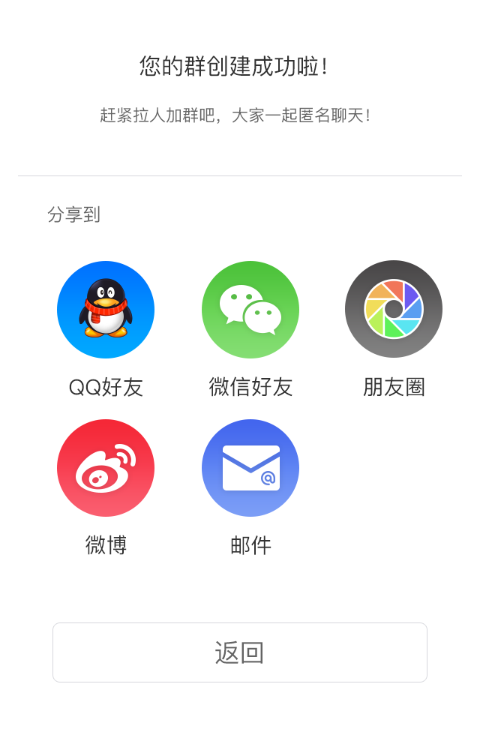 您的群创建成功啦！
赶紧拉人加群吧，大家一起匿名聊天！
分享到
QQ好友
微信好友
朋友圈
@
微博
邮件
返回